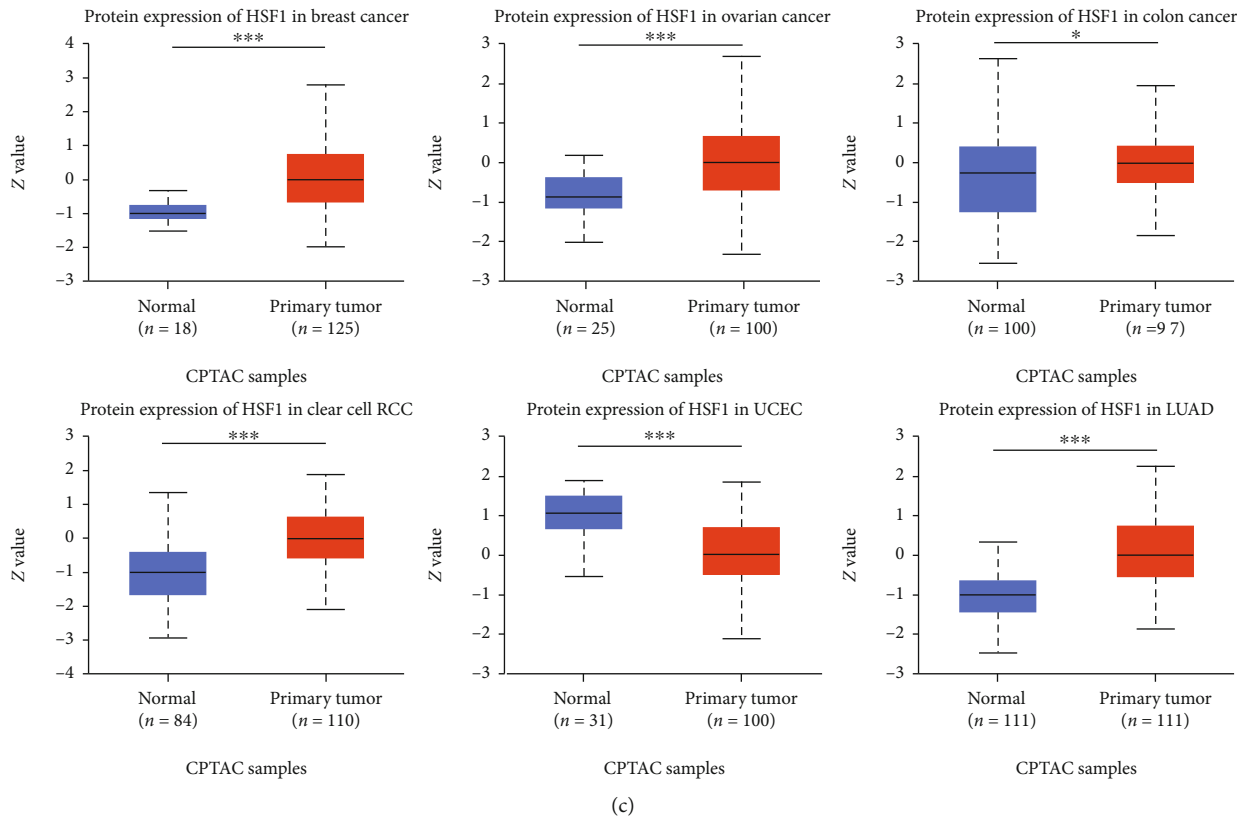 Protein expression of HSF1 in breast cancer
***
4
3
2
1
0
−1
−2
−3
Z value
Normal
(n = 18)
Primary tumor
(n = 125)
CPTAC samples
Protein expression of HSF1 in ovarian cancer
***
3
2
1
0
−1
−2
−3
Z value
Normal
(n = 25)
Primary tumor
(n = 100)
CPTAC samples
Protein expression of HSF1 in colon cancer
*
3
2
1
0
−1
−2
−3
Z value
Normal
(n = 100)
Primary tumor
(n =9 7)
CPTAC samples
Protein expression of HSF1 in clear cell RCC
***
3
2
1
0
−1
−2
−3
−4
Z value
Normal
(n = 84)
Primary tumor
(n = 110)
CPTAC samples
Protein expression of HSF1 in UCEC
***
3
2
1
0
−1
−2
−3
Z value
Normal
(n = 31)
Primary tumor
(n = 100)
CPTAC samples
Protein expression of HSF1 in LUAD
***
3
2
1
0
−1
−2
−3
Z value
Normal
(n = 111)
Primary tumor
(n = 111)
CPTAC samples
(c)